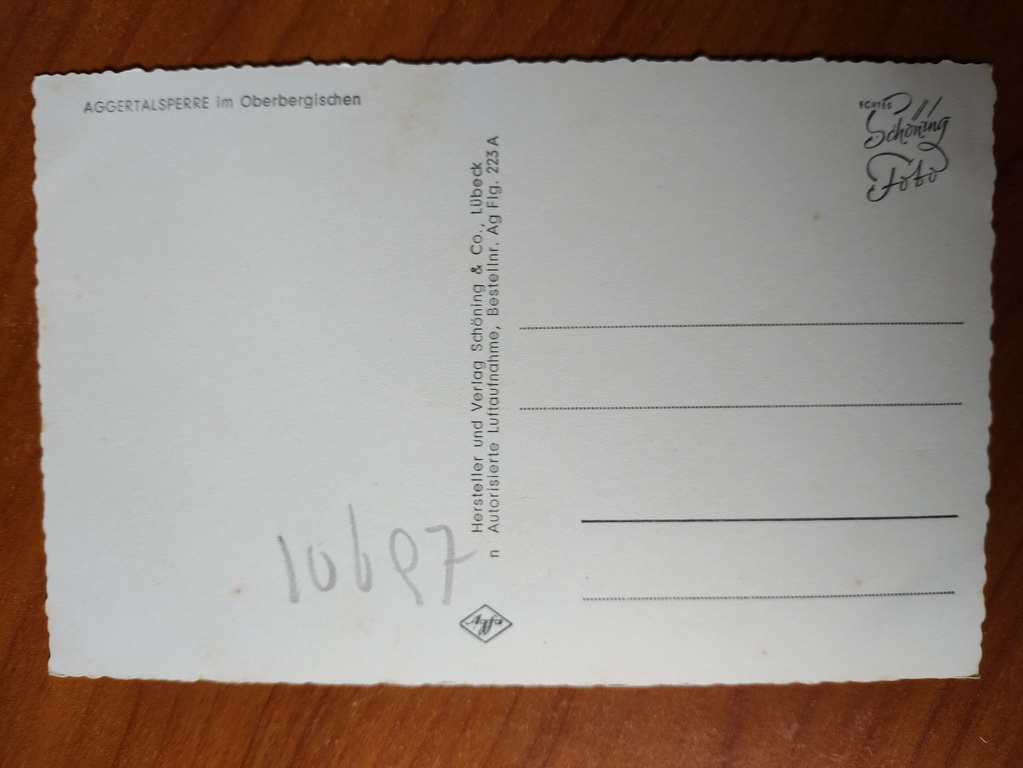 AGGERTALSPERRE im Oberbergischen
ECHTES
Schöning
Foto
Hersteller und Verlag Schöning & Co., Lübeck
n Autorisierte Luftaufnahme, Bestellnr. Ag Flg. 223 A
10697
Agfa